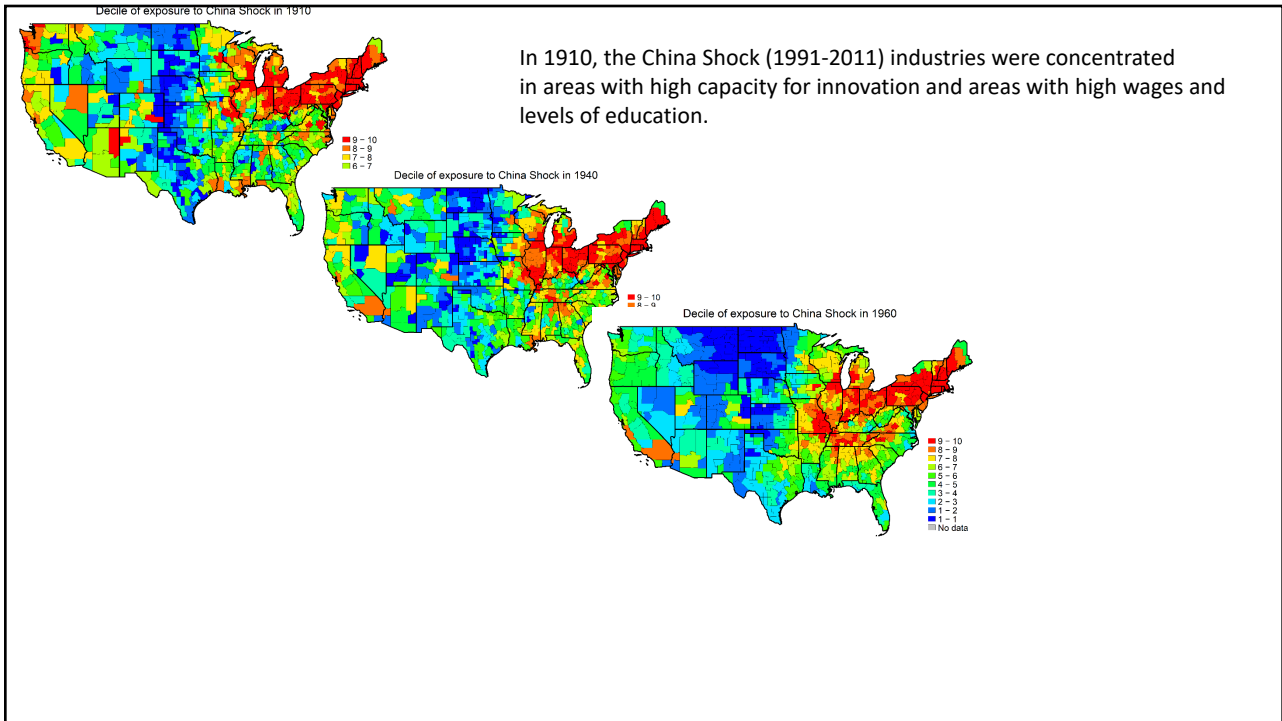 Decile of exposure to China Shock in 1910
In 1910, the China Shock (1991-2011) industries were concentrated
in areas with high capacity for innovation and areas with high wages and
levels of education.
9 – 10
8 – 9
7 – 8
6 – 7
Decile of exposure to China Shock in 1940
9 – 10
8 – 9
Decile of exposure to China Shock in 1960
9 – 10
8 – 9
7 – 8
6 – 7
5 – 6
4 – 5
3 – 4
2 – 3
1 – 2
1 – 1
No data